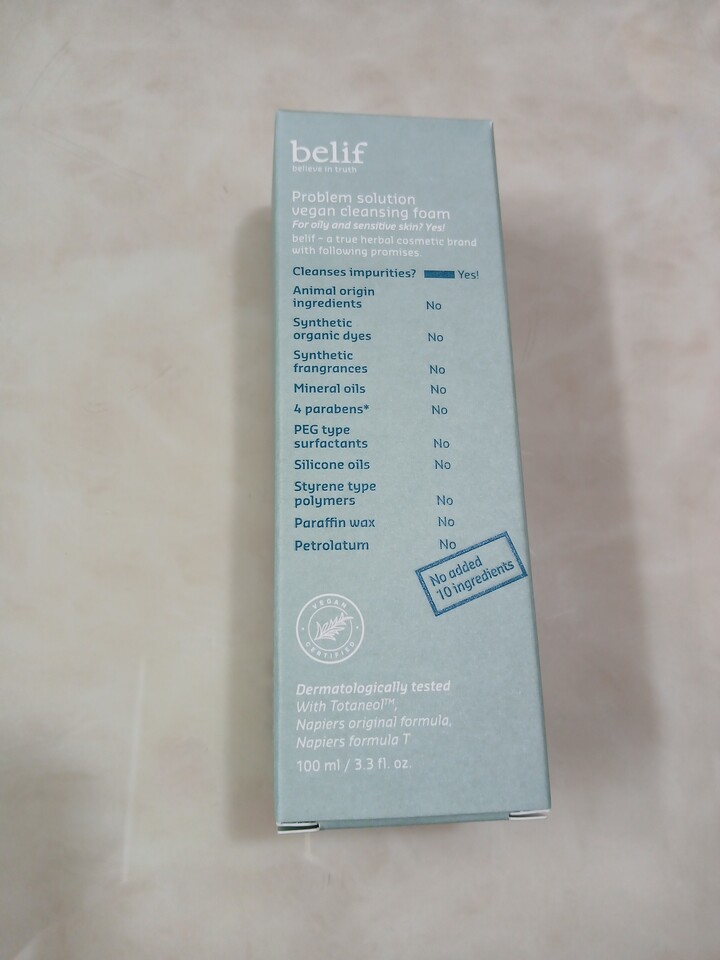 belif
believe in truth
Problem solution
vegan cleansing foam
For oily and sensitive skin? Yes!
belif – a true herbal cosmetic brand
with following promises.
Cleanses impurities? Yes!
Animal origin
ingredients No
Synthetic
organic dyes No
Synthetic
frangrances No
Mineral oils No
4 parabens* No
PEG type
surfactants No
Silicone oils No
Styrene type
polymers No
Paraffin wax No
Petrolatum No
No added
10 ingredients
VEGAN
CERTIFIED
Dermatologically tested
With Totaneol™,
Napiers original formula,
Napiers formula T
100 ml / 3.3 fl. oz.